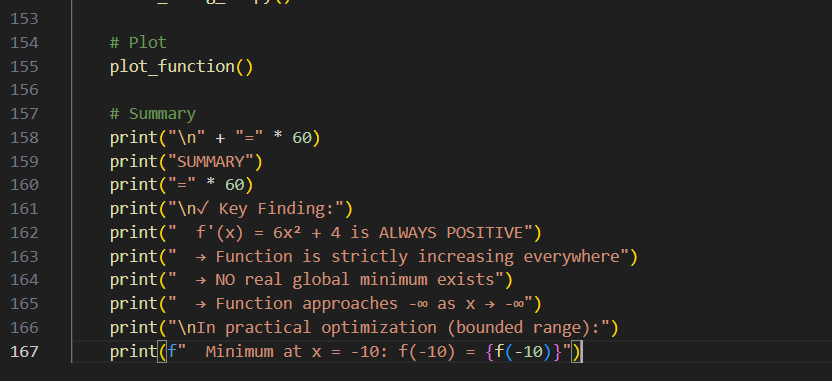 153
154 # Plot
155 plot_function()
156
157 # Summary
158 print("\n" + "=" * 60)
159 print("SUMMARY")
160 print("=" * 60)
161 print("\n✓ Key Finding:")
162 print("  f'(x) = 6x² + 4 is ALWAYS POSITIVE")
163 print("  → Function is strictly increasing everywhere")
164 print("  → NO real global minimum exists")
165 print("  → Function approaches -∞ as x → -∞")
166 print("\nIn practical optimization (bounded range):")
167 print(f"  Minimum at x = -10: f(-10) = {f(-10)}")